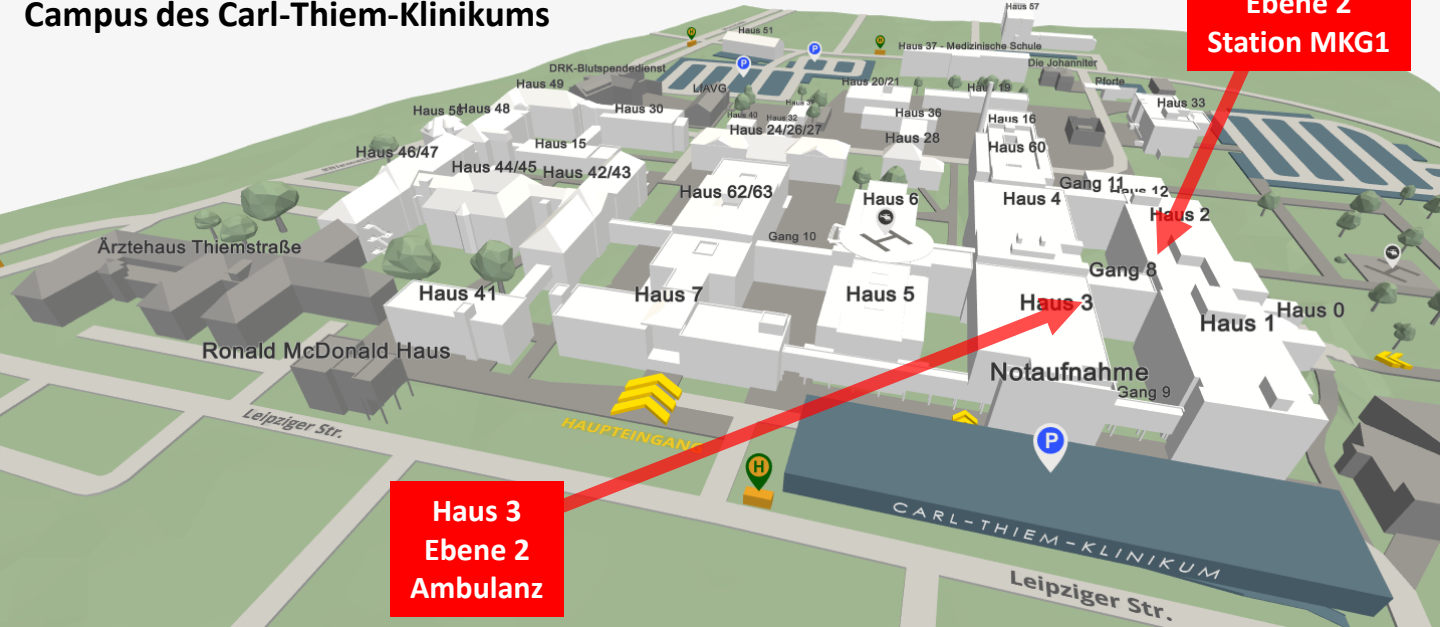 Campus des Carl-Thiem-Klinikums
Ebene 2
Station MKG1
Haus 57
Haus 51
Haus 37 - Medizinische Schule
Die Johanniter
DRK-Blutspendedienst
P
P
H
H
Pforte
Haus 49
LIAVG
Haus 20/21
Haus 33
Haus 48
Haus 30
Haus 40
Haus 32
Haus 36
Haus 16
Haus 24/26/27
Haus 28
Haus 15
Haus 46/47
Haus 60
Haus 44/45
Haus 42/43
Haus 62/63
Haus 6
Haus 4
Gang 11
Haus 12
Haus 2
H
Gang 10
Ärztehaus Thiemstraße
Gang 8
Haus 41
Haus 7
Haus 5
Haus 3
Haus 1
Haus 0
Ronald McDonald Haus
Notaufnahme
Gang 9
Leipziger Str.
HAUPTEINGANG
P
H
Haus 3
Ebene 2
Ambulanz
CARL-THIEM-KLINIKUM
Leipziger Str.